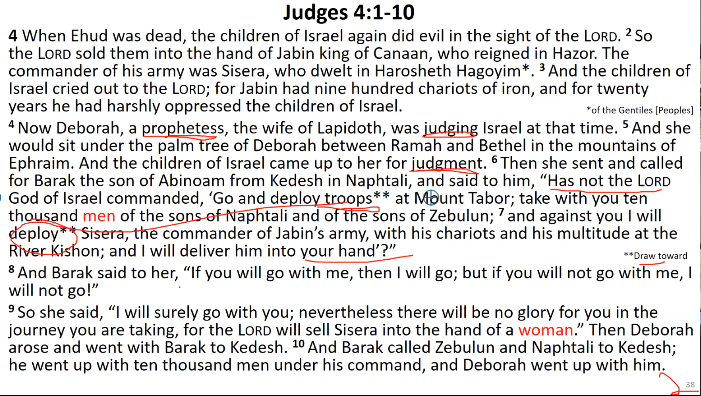 Judges 4:1-10
4 When Ehud was dead, the children of Israel again did evil in the sight of the LORD. 2 So
the LORD sold them into the hand of Jabin king of Canaan, who reigned in Hazor. The
commander of his army was Sisera, who dwelt in Harosheth Hagoyim*. 3 And the children of
Israel cried out to the LORD; for Jabin had nine hundred chariots of iron, and for twenty
years he had harshly oppressed the children of Israel.
*of the Gentiles [Peoples]
4 Now Deborah, a prophetess, the wife of Lapidoth, was judging Israel at that time. 5 And she
would sit under the palm tree of Deborah between Ramah and Bethel in the mountains of
Ephraim. And the children of Israel came up to her for judgment. 6 Then she sent and called
for Barak the son of Abinoam from Kedesh in Naphtali, and said to him, “Has not the LORD
God of Israel commanded, ‘Go and deploy troops** at Mount Tabor; take with you ten
thousand men of the sons of Naphtali and of the sons of Zebulun; 7 and against you I will
deploy** Sisera, the commander of Jabin’s army, with his chariots and his multitude at the
River Kishon; and I will deliver him into your hand’?”
**Draw toward
8 And Barak said to her, “If you will go with me, then I will go; but if you will not go with me, I
will not go!”
9 So she said, “I will surely go with you; nevertheless there will be no glory for you in the
journey you are taking, for the LORD will sell Sisera into the hand of a woman.” Then Deborah
arose and went with Barak to Kedesh. 10 And Barak called Zebulun and Naphtali to Kedesh;
he went up with ten thousand men under his command, and Deborah went up with him.
38